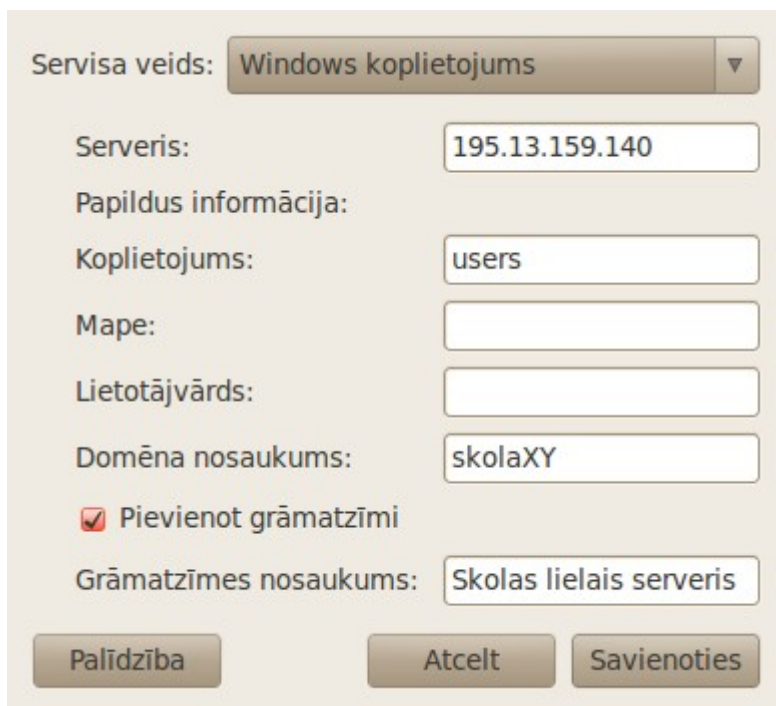 Servisa veids: Windows koplietojums
Serveris: 195.13.159.140
Papildus informācija:
Koplietojums: users
Mape:
Lietotājvārds:
Domēna nosaukums: skolaXY
Pievienot grāmatzīmi
Grāmatzīmes nosaukums: Skolas lielais serveris
Palīdzība Atcelt Savienoties